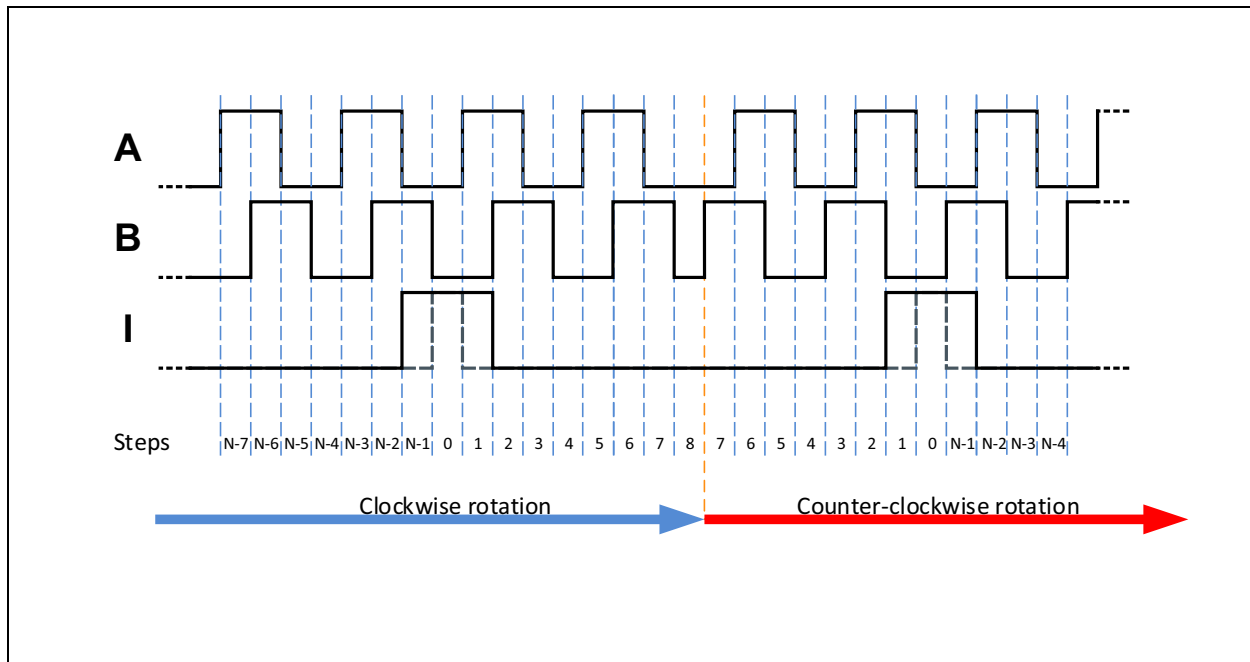 A
B
I
Steps N-7 N-6 N-5 N-4 N-3 N-2 N-1 0 1 2 3 4 5 6 7 8 7 6 5 4 3 2 1 0 N-1 N-2 N-3 N-4
Clockwise rotation Counter-clockwise rotation